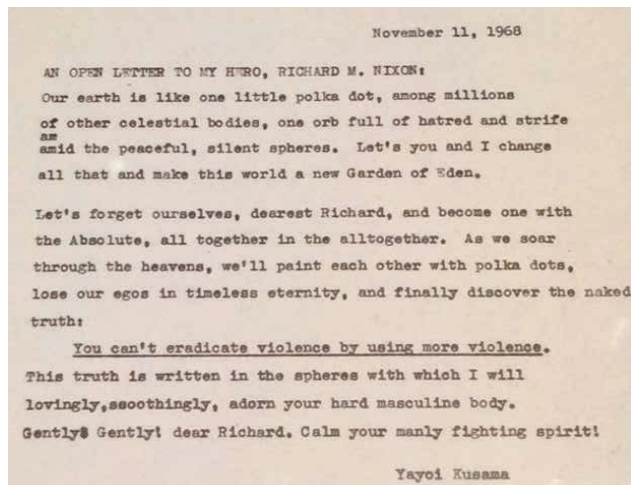 November 11, 1968
AN OPEN LETTER TO MY HERO, RICHARD M. NIXON:
Our earth is like one little polka dot, among millions
of other celestial bodies, one orb full of hatred and strife
am
amid the peaceful, silent spheres. Let's you and I change
all that and make this world a new Garden of Eden.
Let's forget ourselves, dearest Richard, and become one with
the Absolute, all together in the alltogether. As we soar
through the heavens, we'll paint each other with polka dots,
lose our egos in timeless eternity, and finally discover the naked
truth:
You can't eradicate violence by using more violence.
This truth is written in the spheres with which I will
lovingly,soothingly, adorn your hard masculine body.
Gently! Gently! dear Richard. Calm your manly fighting spirit!
Yayoi Kusama